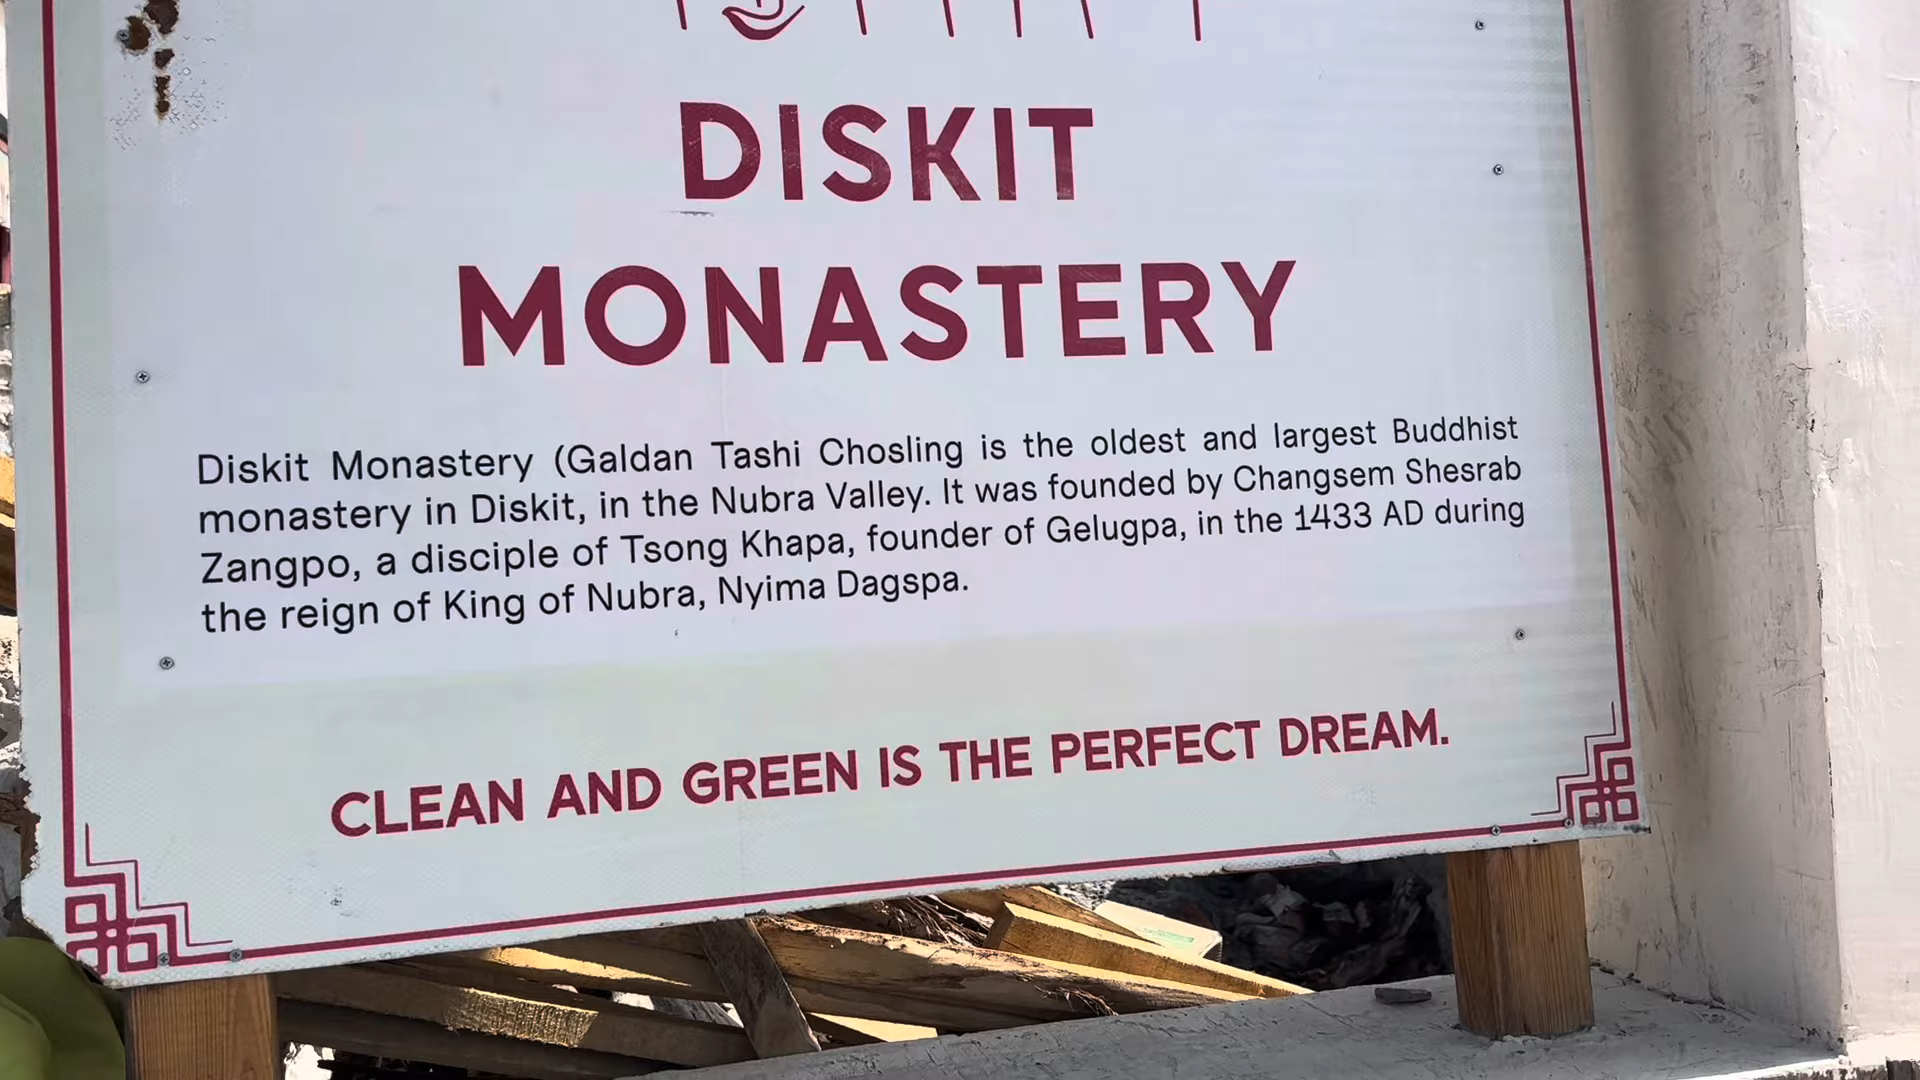 DISKIT
MONASTERY
Diskit Monastery (Galdan Tashi Chosling is the oldest and largest Buddhist
monastery in Diskit, in the Nubra Valley. It was founded by Changsem Shesrab
Zangpo, a disciple of Tsong Khapa, founder of Gelugpa, in the 1433 AD during
the reign of King of Nubra, Nyima Dagspa.
CLEAN AND GREEN IS THE PERFECT DREAM.